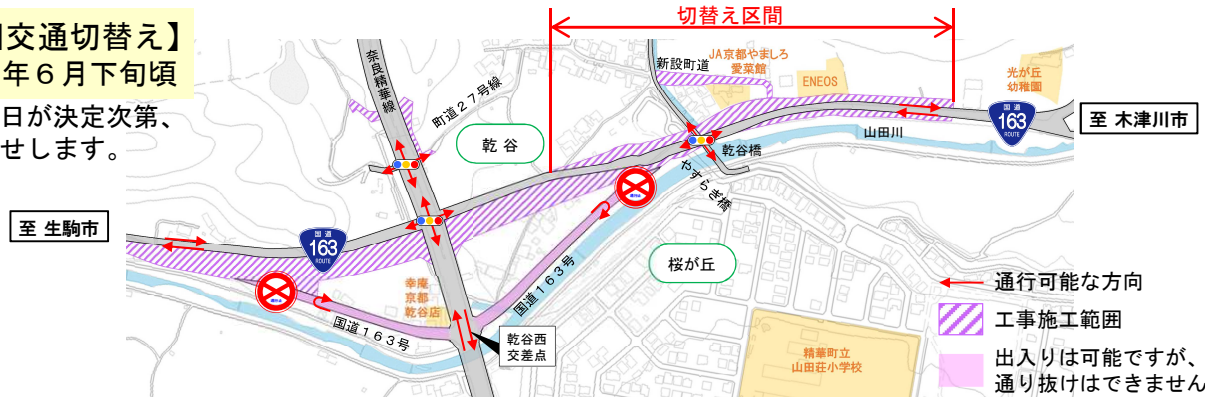 切替え区間
交通切替え】
年６月下旬頃
日が決定次第、
せします。
奈良精華線
町道２７号線
乾谷
新設町道
JA京都やましろ
愛菜館
ENEOS
光が丘
幼稚園
国道
163
ROUTE
至 木津川市
山田川
乾谷橋
やすらぎ橋
至 生駒市
国道
163
ROUTE
桜が丘
幸庵
京都
乾谷店
国道１６３号
国道１６３号
乾谷西
交差点
精華町立
山田荘小学校
通行可能な方向
工事施工範囲
出入りは可能ですが、
通り抜けはできません